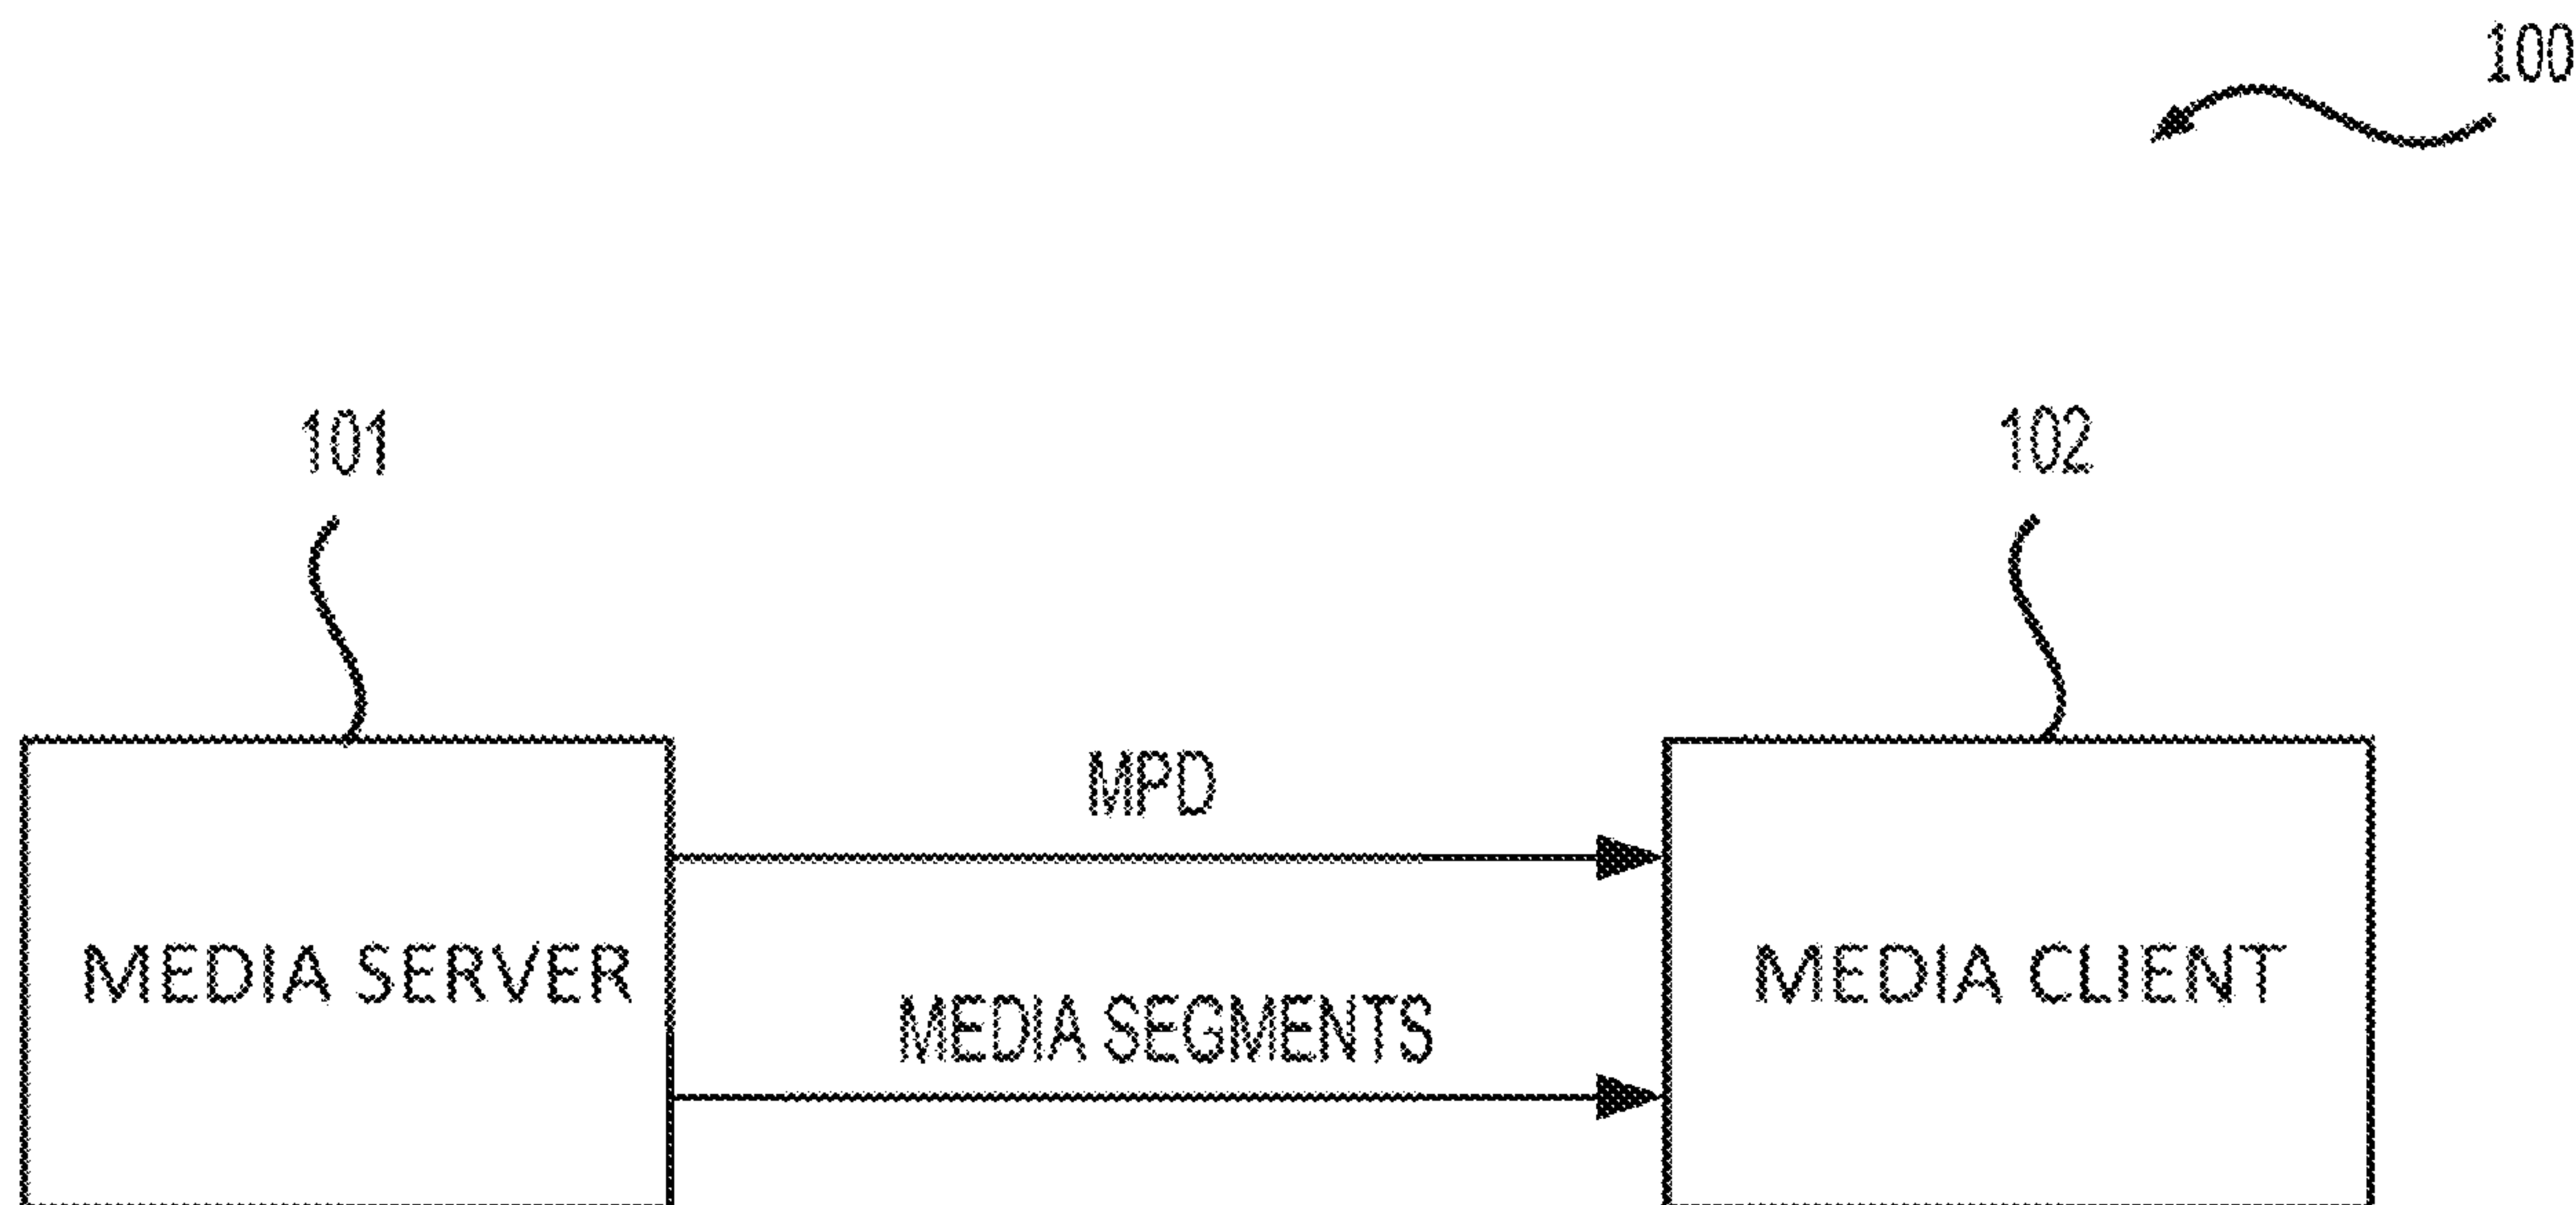 100
101
102
MPD
MEDIA SERVER
MEDIA CLIENT
MEDIA SEGMENTS